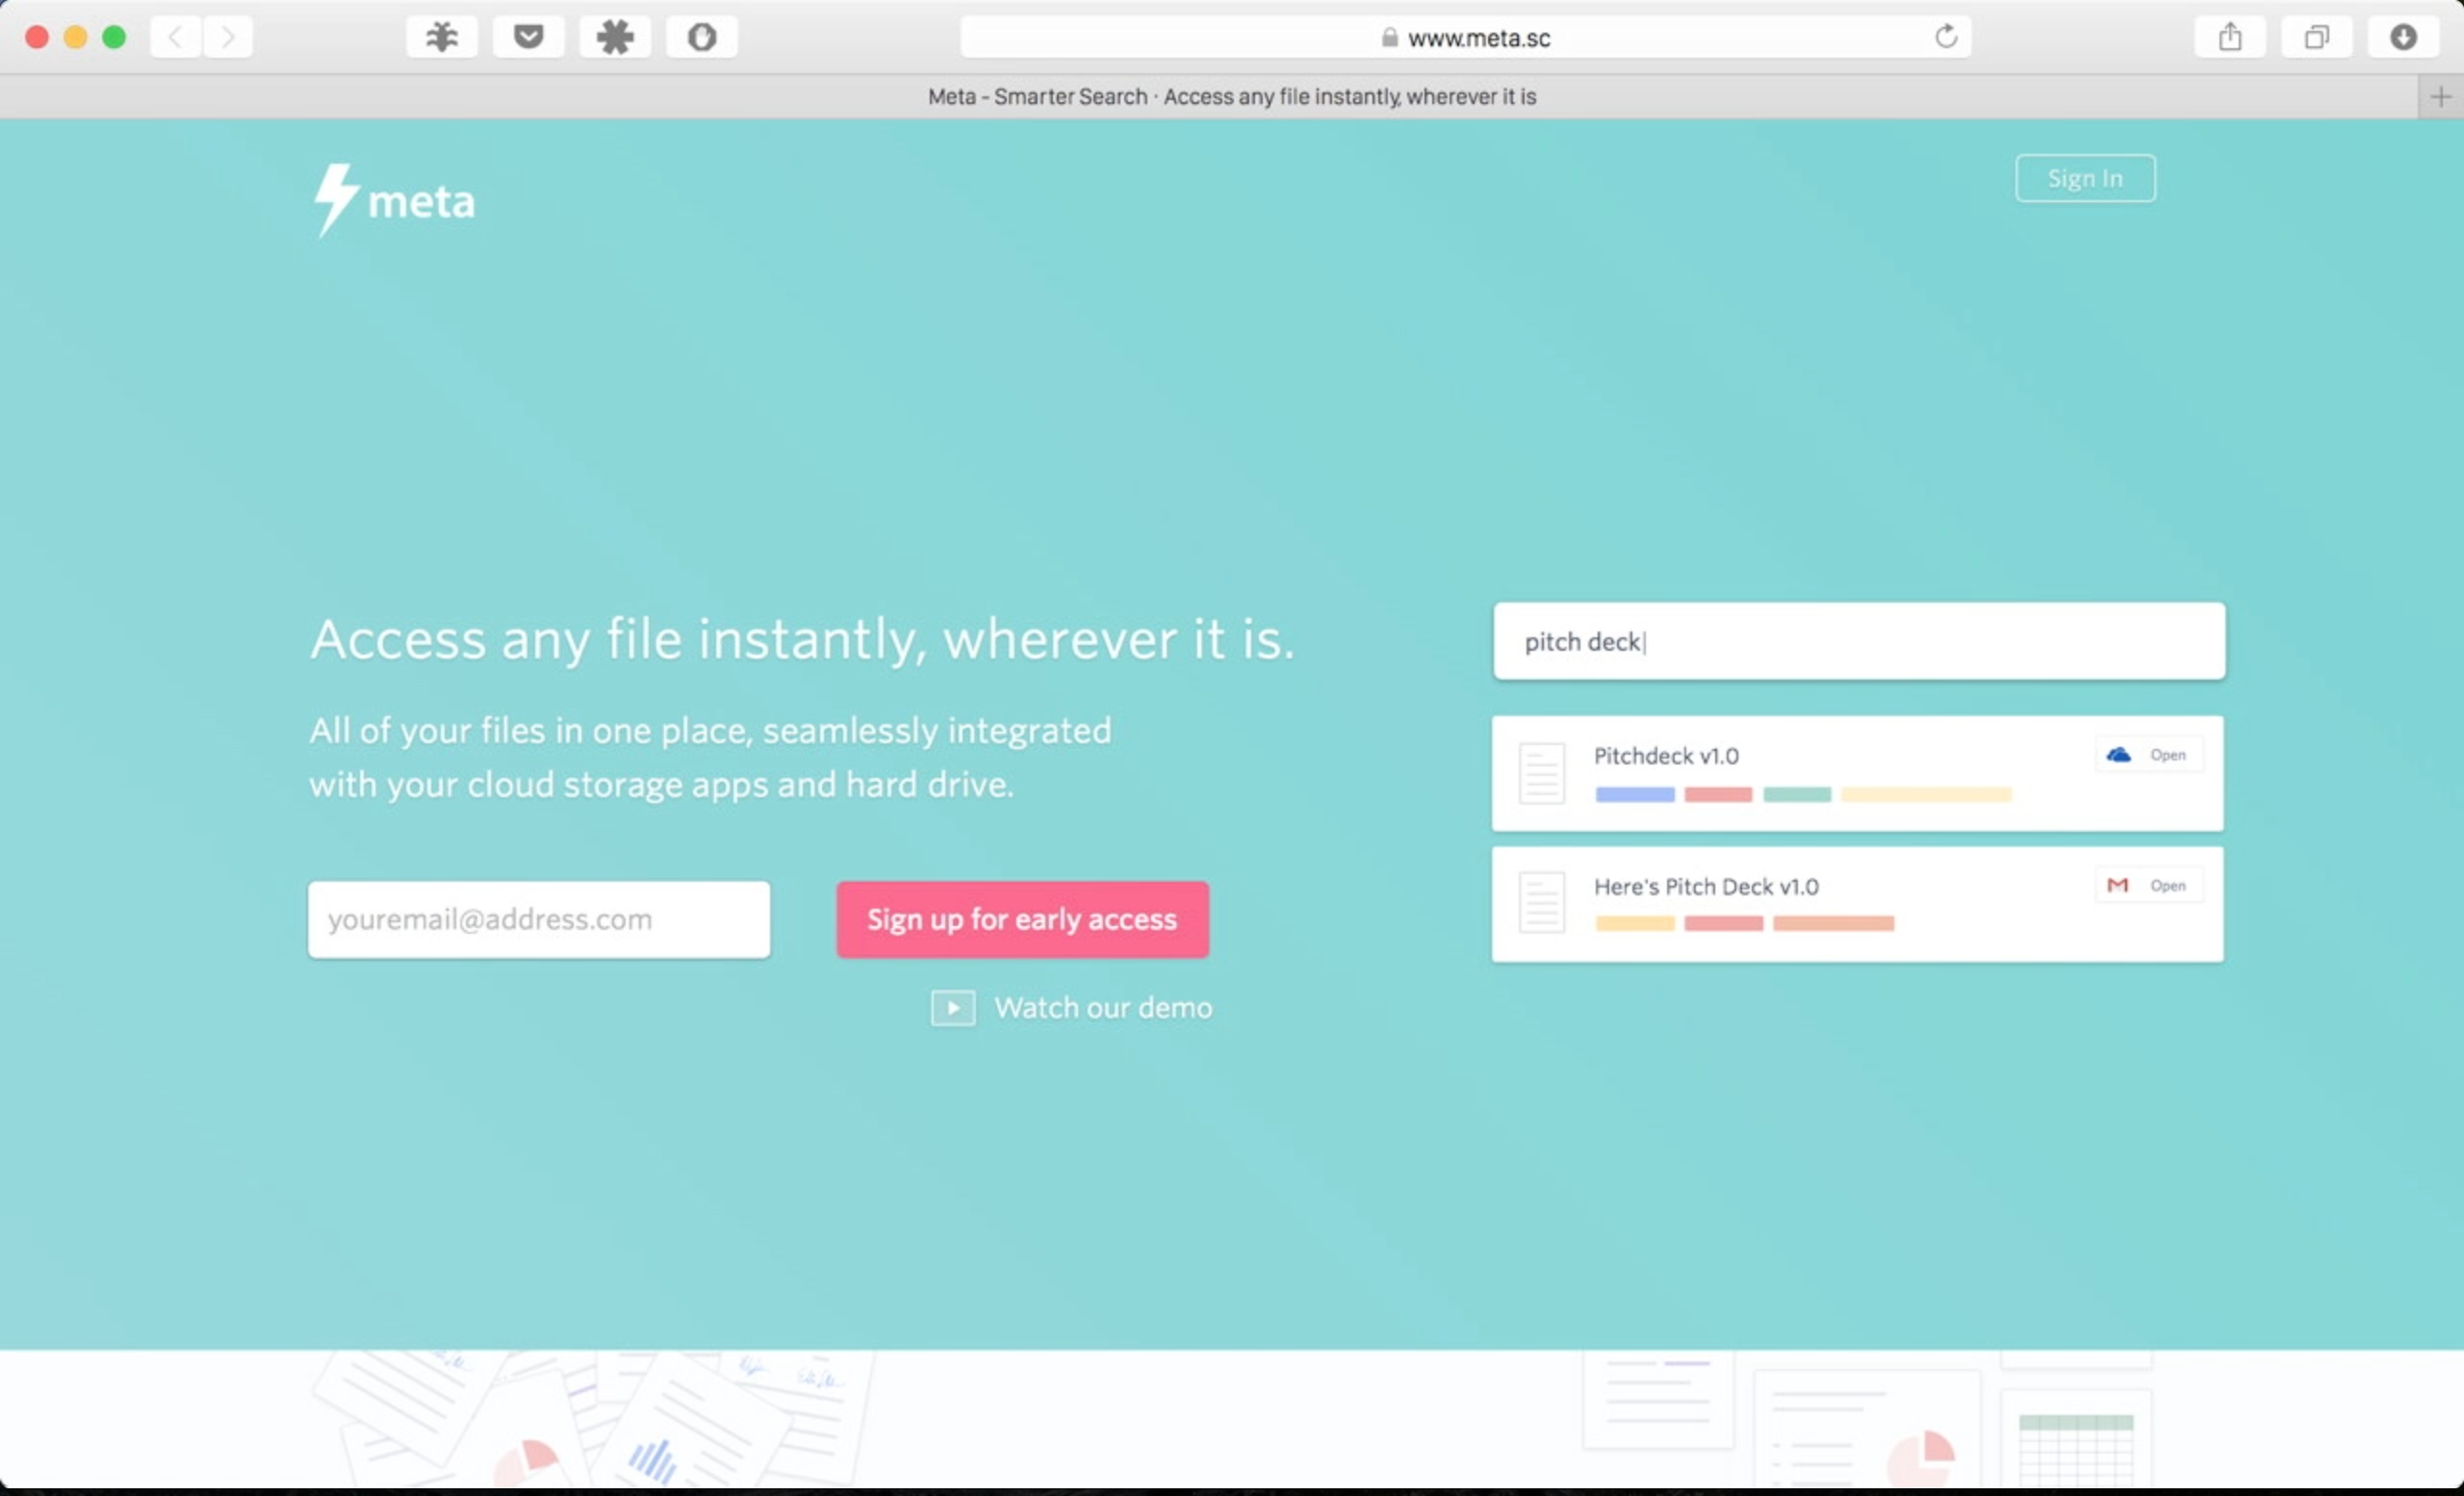 www.meta.sc
Meta - Smarter Search · Access any file instantly, wherever it is
meta
Sign In
Access any file instantly, wherever it is.
All of your files in one place, seamlessly integrated
with your cloud storage apps and hard drive.
youremail@address.com
Sign up for early access
Watch our demo
pitch deck
Pitchdeck v1.0
Open
Here's Pitch Deck v1.0
Open